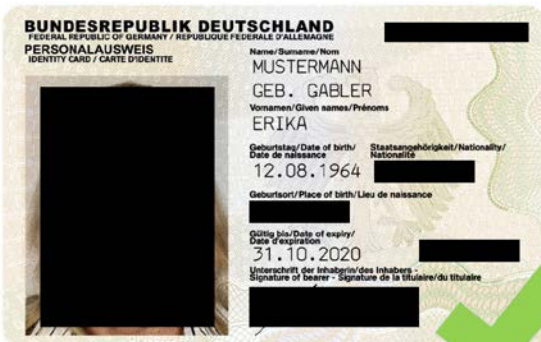 BUNDESREPUBLIK DEUTSCHLAND
FEDERAL REPUBLIC OF GERMANY / REPUBLIQUE FEDERALE D'ALLEMAGNE
PERSONALAUSWEIS
IDENTITY CARD / CARTE D'IDENTITE
Name/Surname/Nom
MUSTERMANN
GEB. GABLER
Vornamen/Given names/Prénoms
ERIKA
Geburtstag/Date of birth/
Date de naissance
12.08.1964
Staatsangehörigkeit/Nationality/
Nationalité
Geburtsort/Place of birth/Lieu de naissance
Gültig bis/Date of expiry/
Date d'expiration
31.10.2020
Unterschrift der Inhaberin/des Inhabers -
Signature of bearer - Signature de la titulaire/du titulaire